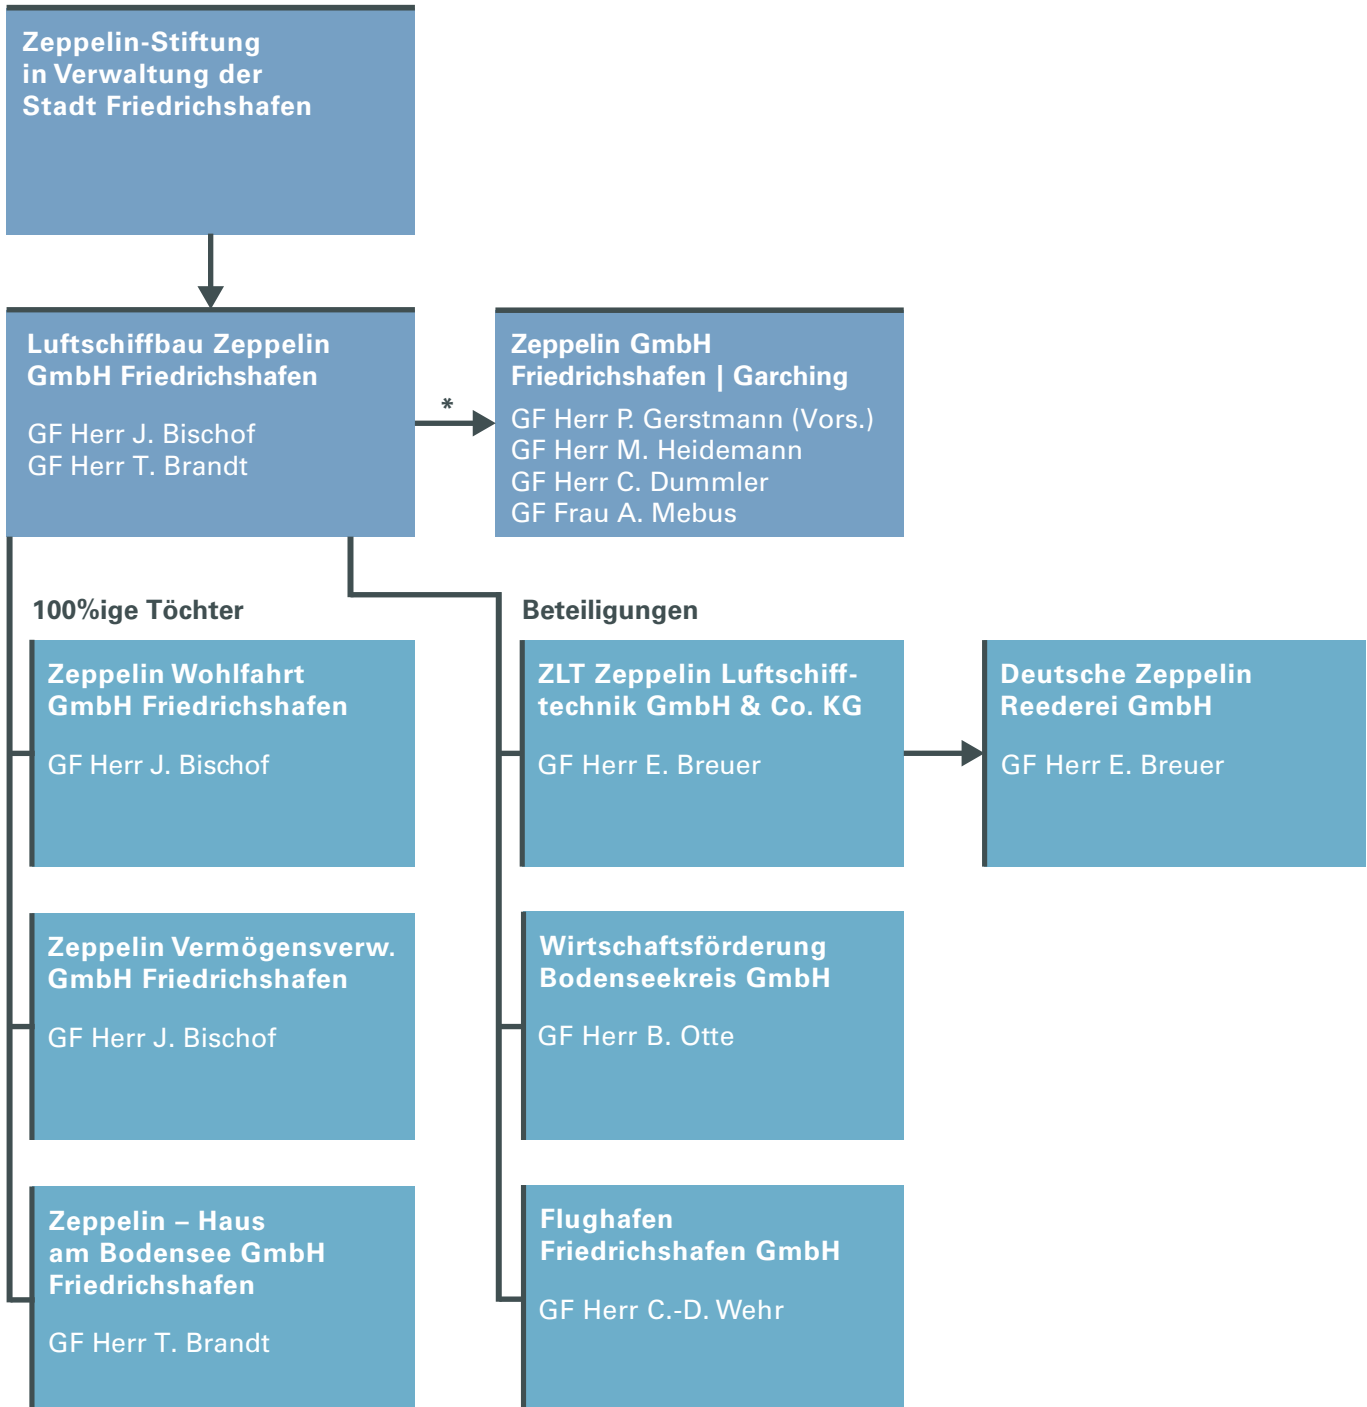 Zeppelin-Stiftung
in Verwaltung der
Stadt Friedrichshafen
Luftschiffbau Zeppelin
GmbH Friedrichshafen
GF Herr J. Bischof
GF Herr T. Brandt
*
Zeppelin GmbH
Friedrichshafen | Garching
GF Herr P. Gerstmann (Vors.)
GF Herr M. Heidemann
GF Herr C. Dummler
GF Frau A. Mebus
100%ige Töchter
Zeppelin Wohlfahrt
GmbH Friedrichshafen
GF Herr J. Bischof
Zeppelin Vermögensverw.
GmbH Friedrichshafen
GF Herr J. Bischof
Zeppelin – Haus
am Bodensee GmbH
Friedrichshafen
GF Herr T. Brandt
Beteiligungen
ZLT Zeppelin Luftschiff-
technik GmbH & Co. KG
GF Herr E. Breuer
Deutsche Zeppelin
Reederei GmbH
GF Herr E. Breuer
Wirtschaftsförderung
Bodenseekreis GmbH
GF Herr B. Otte
Flughafen
Friedrichshafen GmbH
GF Herr C.-D. Wehr